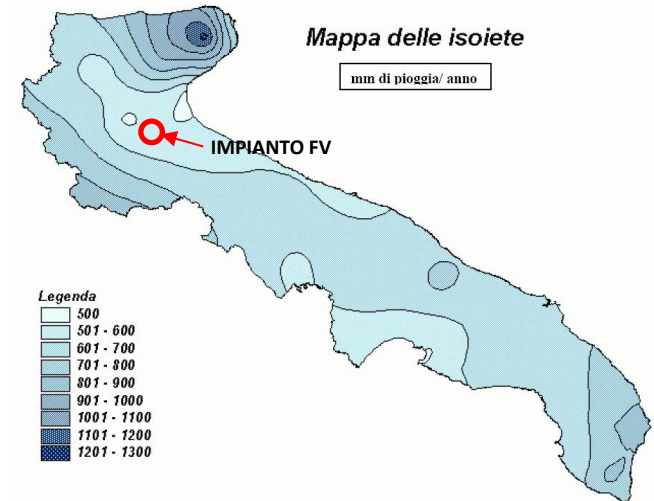 Mappa delle isoiete
mm di pioggia/ anno
IMPIANTO FV
Legenda
500
501 - 600
601 - 700
701 - 800
801 - 900
901 - 1000
1001 - 1100
1101 - 1200
1201 - 1300